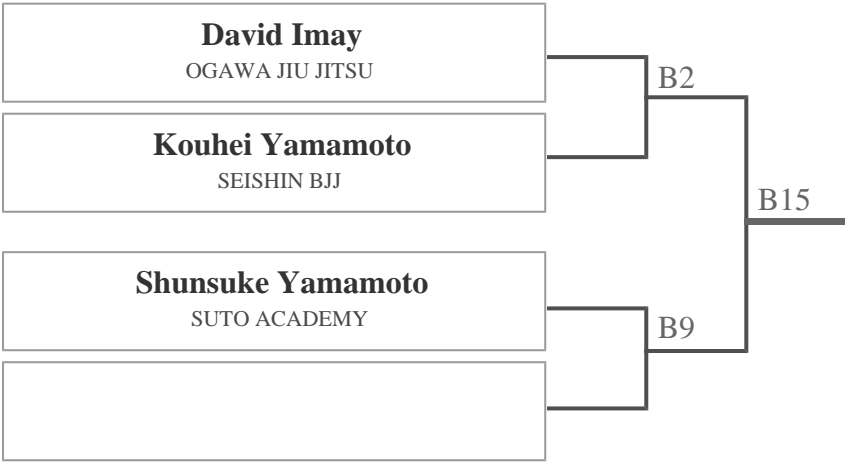 David Imay
OGAWA JIU JITSU
B2
Kouhei Yamamoto
SEISHIN BJJ
B15
Shunsuke Yamamoto
SUTO ACADEMY
B9